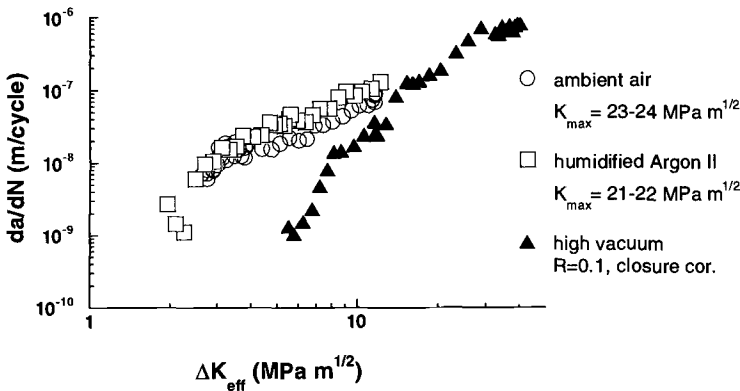 10⁻⁶
10⁻⁷
10⁻⁸
10⁻⁹
10⁻¹⁰
da/dN (m/cycle)
1
10
ΔK_eff (MPa m^1/2)
ambient air
K_max = 23-24 MPa m^1/2
humidified Argon II
K_max = 21-22 MPa m^1/2
high vacuum
R=0.1, closure cor.